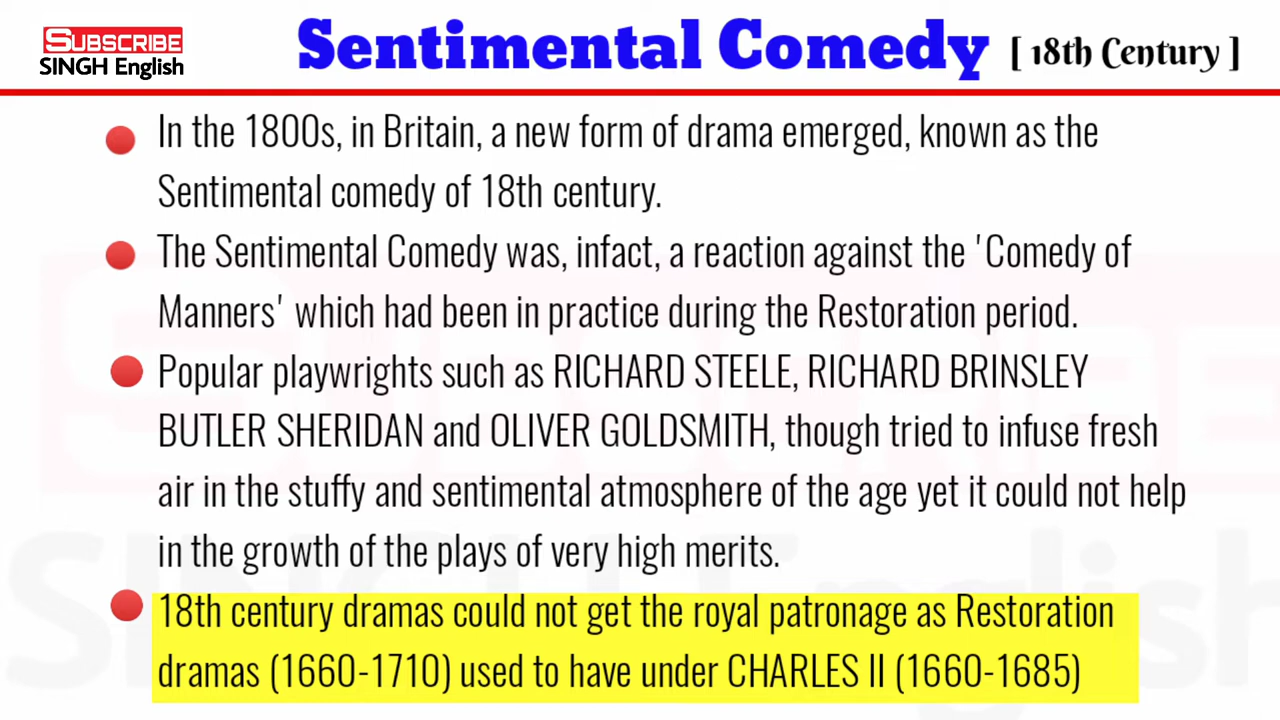 SUBSCRIBE
SINGH English
Sentimental Comedy [ 18th Century ]
In the 1800s, in Britain, a new form of drama emerged, known as the
Sentimental comedy of 18th century.
The Sentimental Comedy was, infact, a reaction against the 'Comedy of
Manners' which had been in practice during the Restoration period.
Popular playwrights such as RICHARD STEELE, RICHARD BRINSLEY
BUTLER SHERIDAN and OLIVER GOLDSMITH, though tried to infuse fresh
air in the stuffy and sentimental atmosphere of the age yet it could not help
in the growth of the plays of very high merits.
18th century dramas could not get the royal patronage as Restoration
dramas (1660-1710) used to have under CHARLES II (1660-1685)